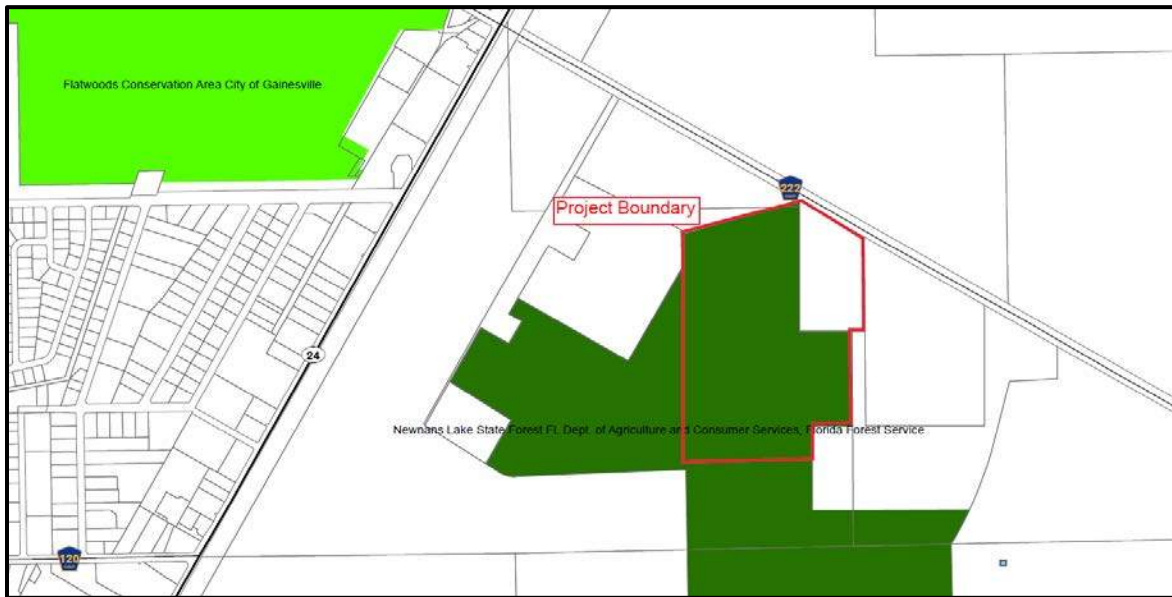 Flatwoods Conservation Area City of Gainesville
222
Project Boundary
24
Newnans Lake State Forest FL Dept. of Agriculture and Consumer Services, Florida Forest Service
120